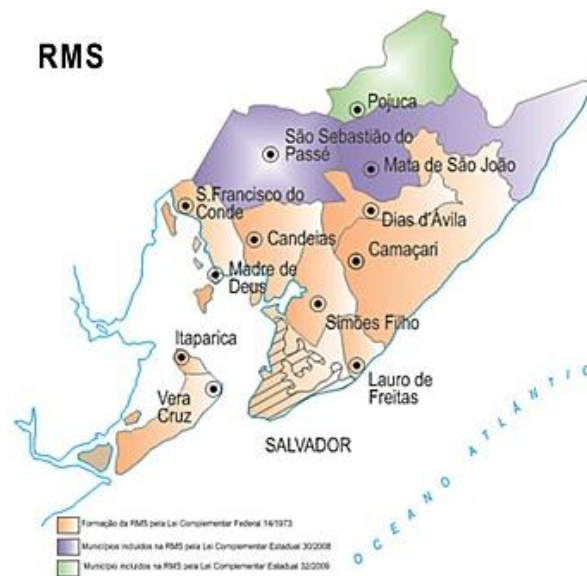 RMS
Pojuca
São Sebastião do
Passé
Mata de São João
S.Francisco do
Conde
Dias d'Ávila
Candeias
Camaçari
Madre de
Deus
Simões Filho
Itaparica
Lauro de
Freitas
Vera
Cruz
SALVADOR
OCEANO ATLÂNTICO
Formação da RMS pela Lei Complementar Federal 14/1973
Municípios incluídos na RMS pela Lei Complementar Estadual 30/2008
Município incluídos na RMS pela Lei Complementar Estadual 32/2009